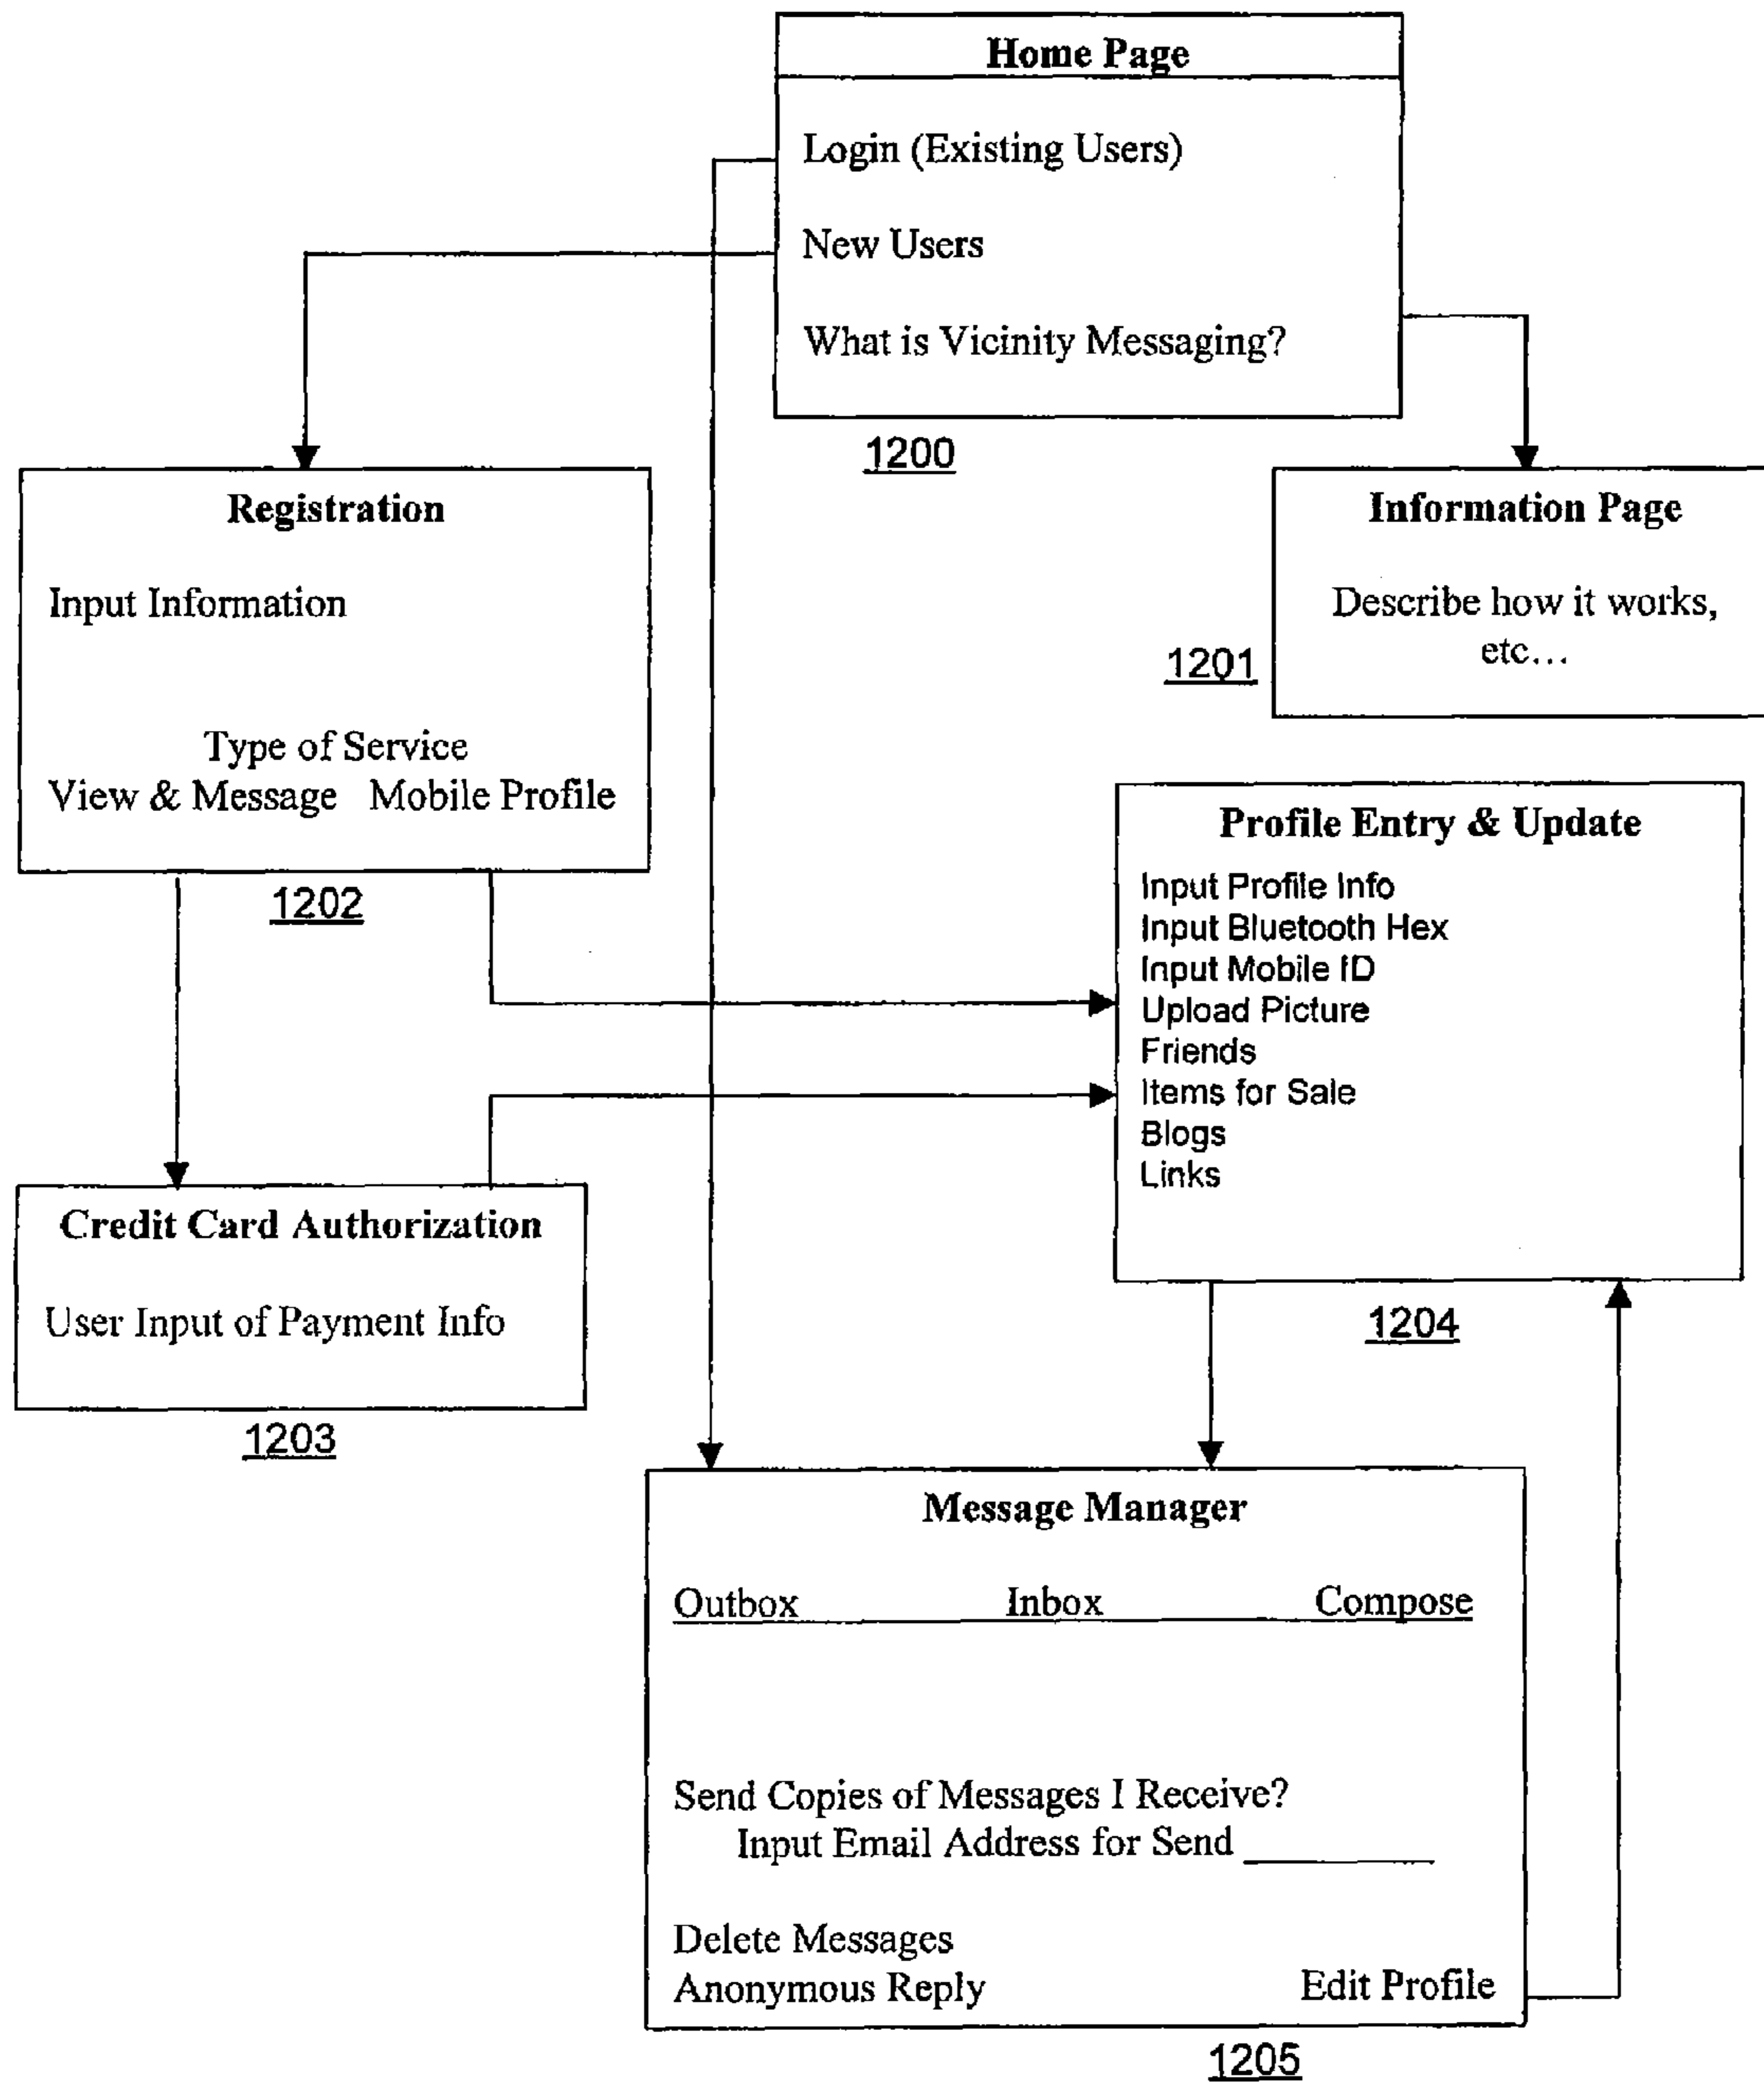 Home Page
Login (Existing Users)
New Users
What is Vicinity Messaging?
1200
Registration
Input Information
Type of Service
View & Message Mobile Profile
1202
Information Page
Describe how it works,
etc...
1201
Profile Entry & Update
Input Profile Info
Input Bluetooth Hex
Input Mobile ID
Upload Picture
Friends
Items for Sale
Blogs
Links
1204
Credit Card Authorization
User Input of Payment Info
1203
Message Manager
Outbox Inbox Compose
Send Copies of Messages I Receive?
Input Email Address for Send
Delete Messages
Anonymous Reply Edit Profile
1205